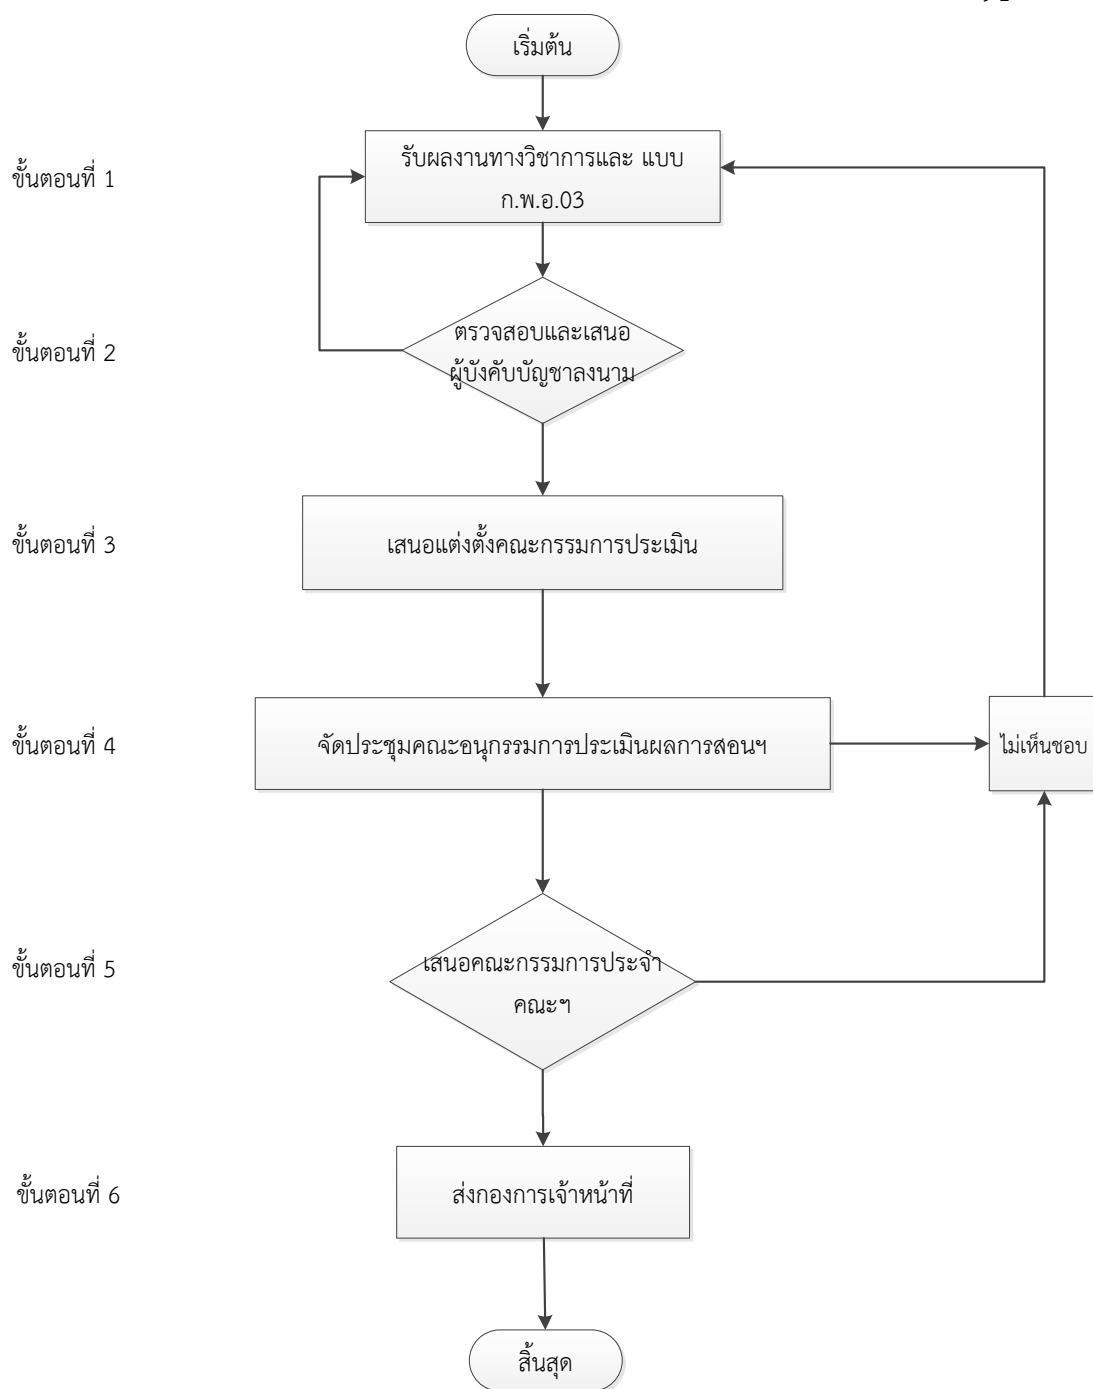 เริ่มต้น
ขั้นตอนที่ 1
รับผลงานทางวิชาการและ แบบ
ก.พ.อ.03
ขั้นตอนที่ 2
ตรวจสอบและเสนอ
ผู้บังคับบัญชาลงนาม
ขั้นตอนที่ 3
เสนอแต่งตั้งคณะกรรมการประเมิน
ขั้นตอนที่ 4
จัดประชุมคณะอนุกรรมการประเมินผลการสอนฯ
ไม่เห็นชอบ
ขั้นตอนที่ 5
เสนอคณะกรรมการประจำ
คณะฯ
ขั้นตอนที่ 6
ส่งกองการเจ้าหน้าที่
สิ้นสุด